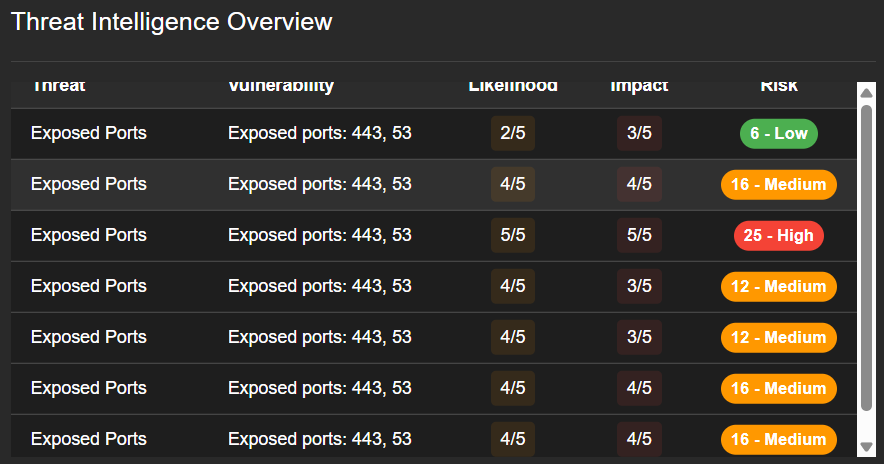 Threat Intelligence Overview
Threat Vulnerability Likelihood Impact Risk
Exposed Ports Exposed ports: 443, 53 2/5 3/5 6 - Low
Exposed Ports Exposed ports: 443, 53 4/5 4/5 16 - Medium
Exposed Ports Exposed ports: 443, 53 5/5 5/5 25 - High
Exposed Ports Exposed ports: 443, 53 4/5 3/5 12 - Medium
Exposed Ports Exposed ports: 443, 53 4/5 3/5 12 - Medium
Exposed Ports Exposed ports: 443, 53 4/5 4/5 16 - Medium
Exposed Ports Exposed ports: 443, 53 4/5 4/5 16 - Medium